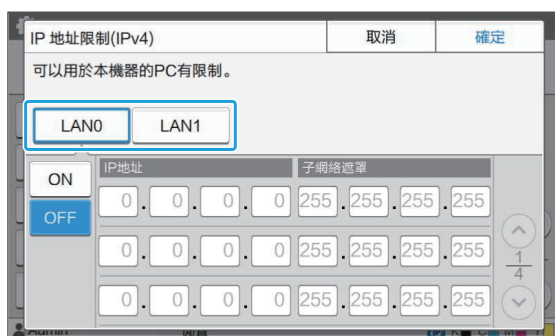 IP 地址限制(IPv4) 取消 確定
可以用於本機器的PC有限制。
LAN0 LAN1
ON IP地址 子網絡遮罩
OFF 0. 0. 0. 0 255. 255. 255. 255
0. 0. 0. 0 255. 255. 255. 255
1
4
0. 0. 0. 0 255. 255. 255. 255
Admin